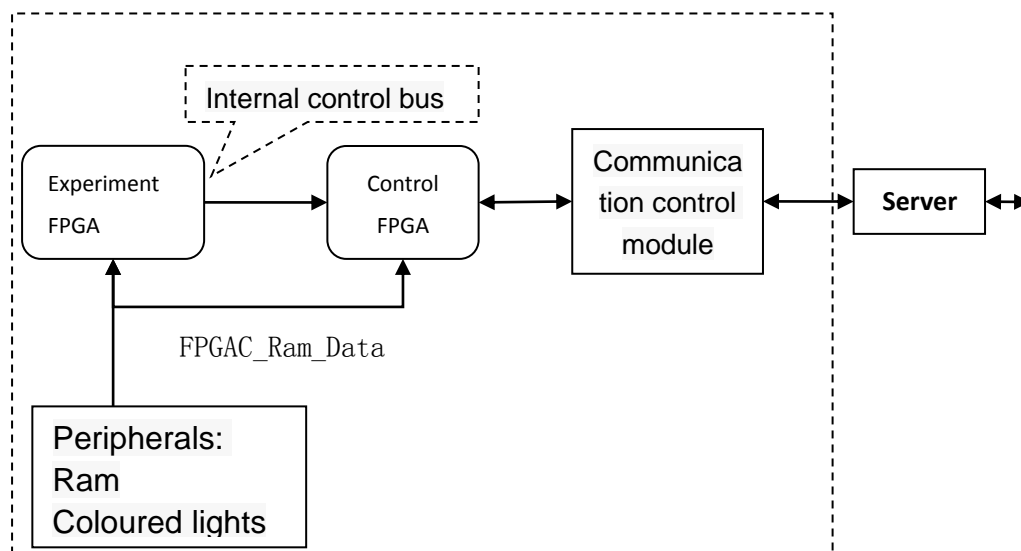 Internal control bus
Experiment
FPGA
Control
FPGA
Communica
tion control
module
Server
FPGAC_Ram_Data
Peripherals:
Ram
Coloured lights